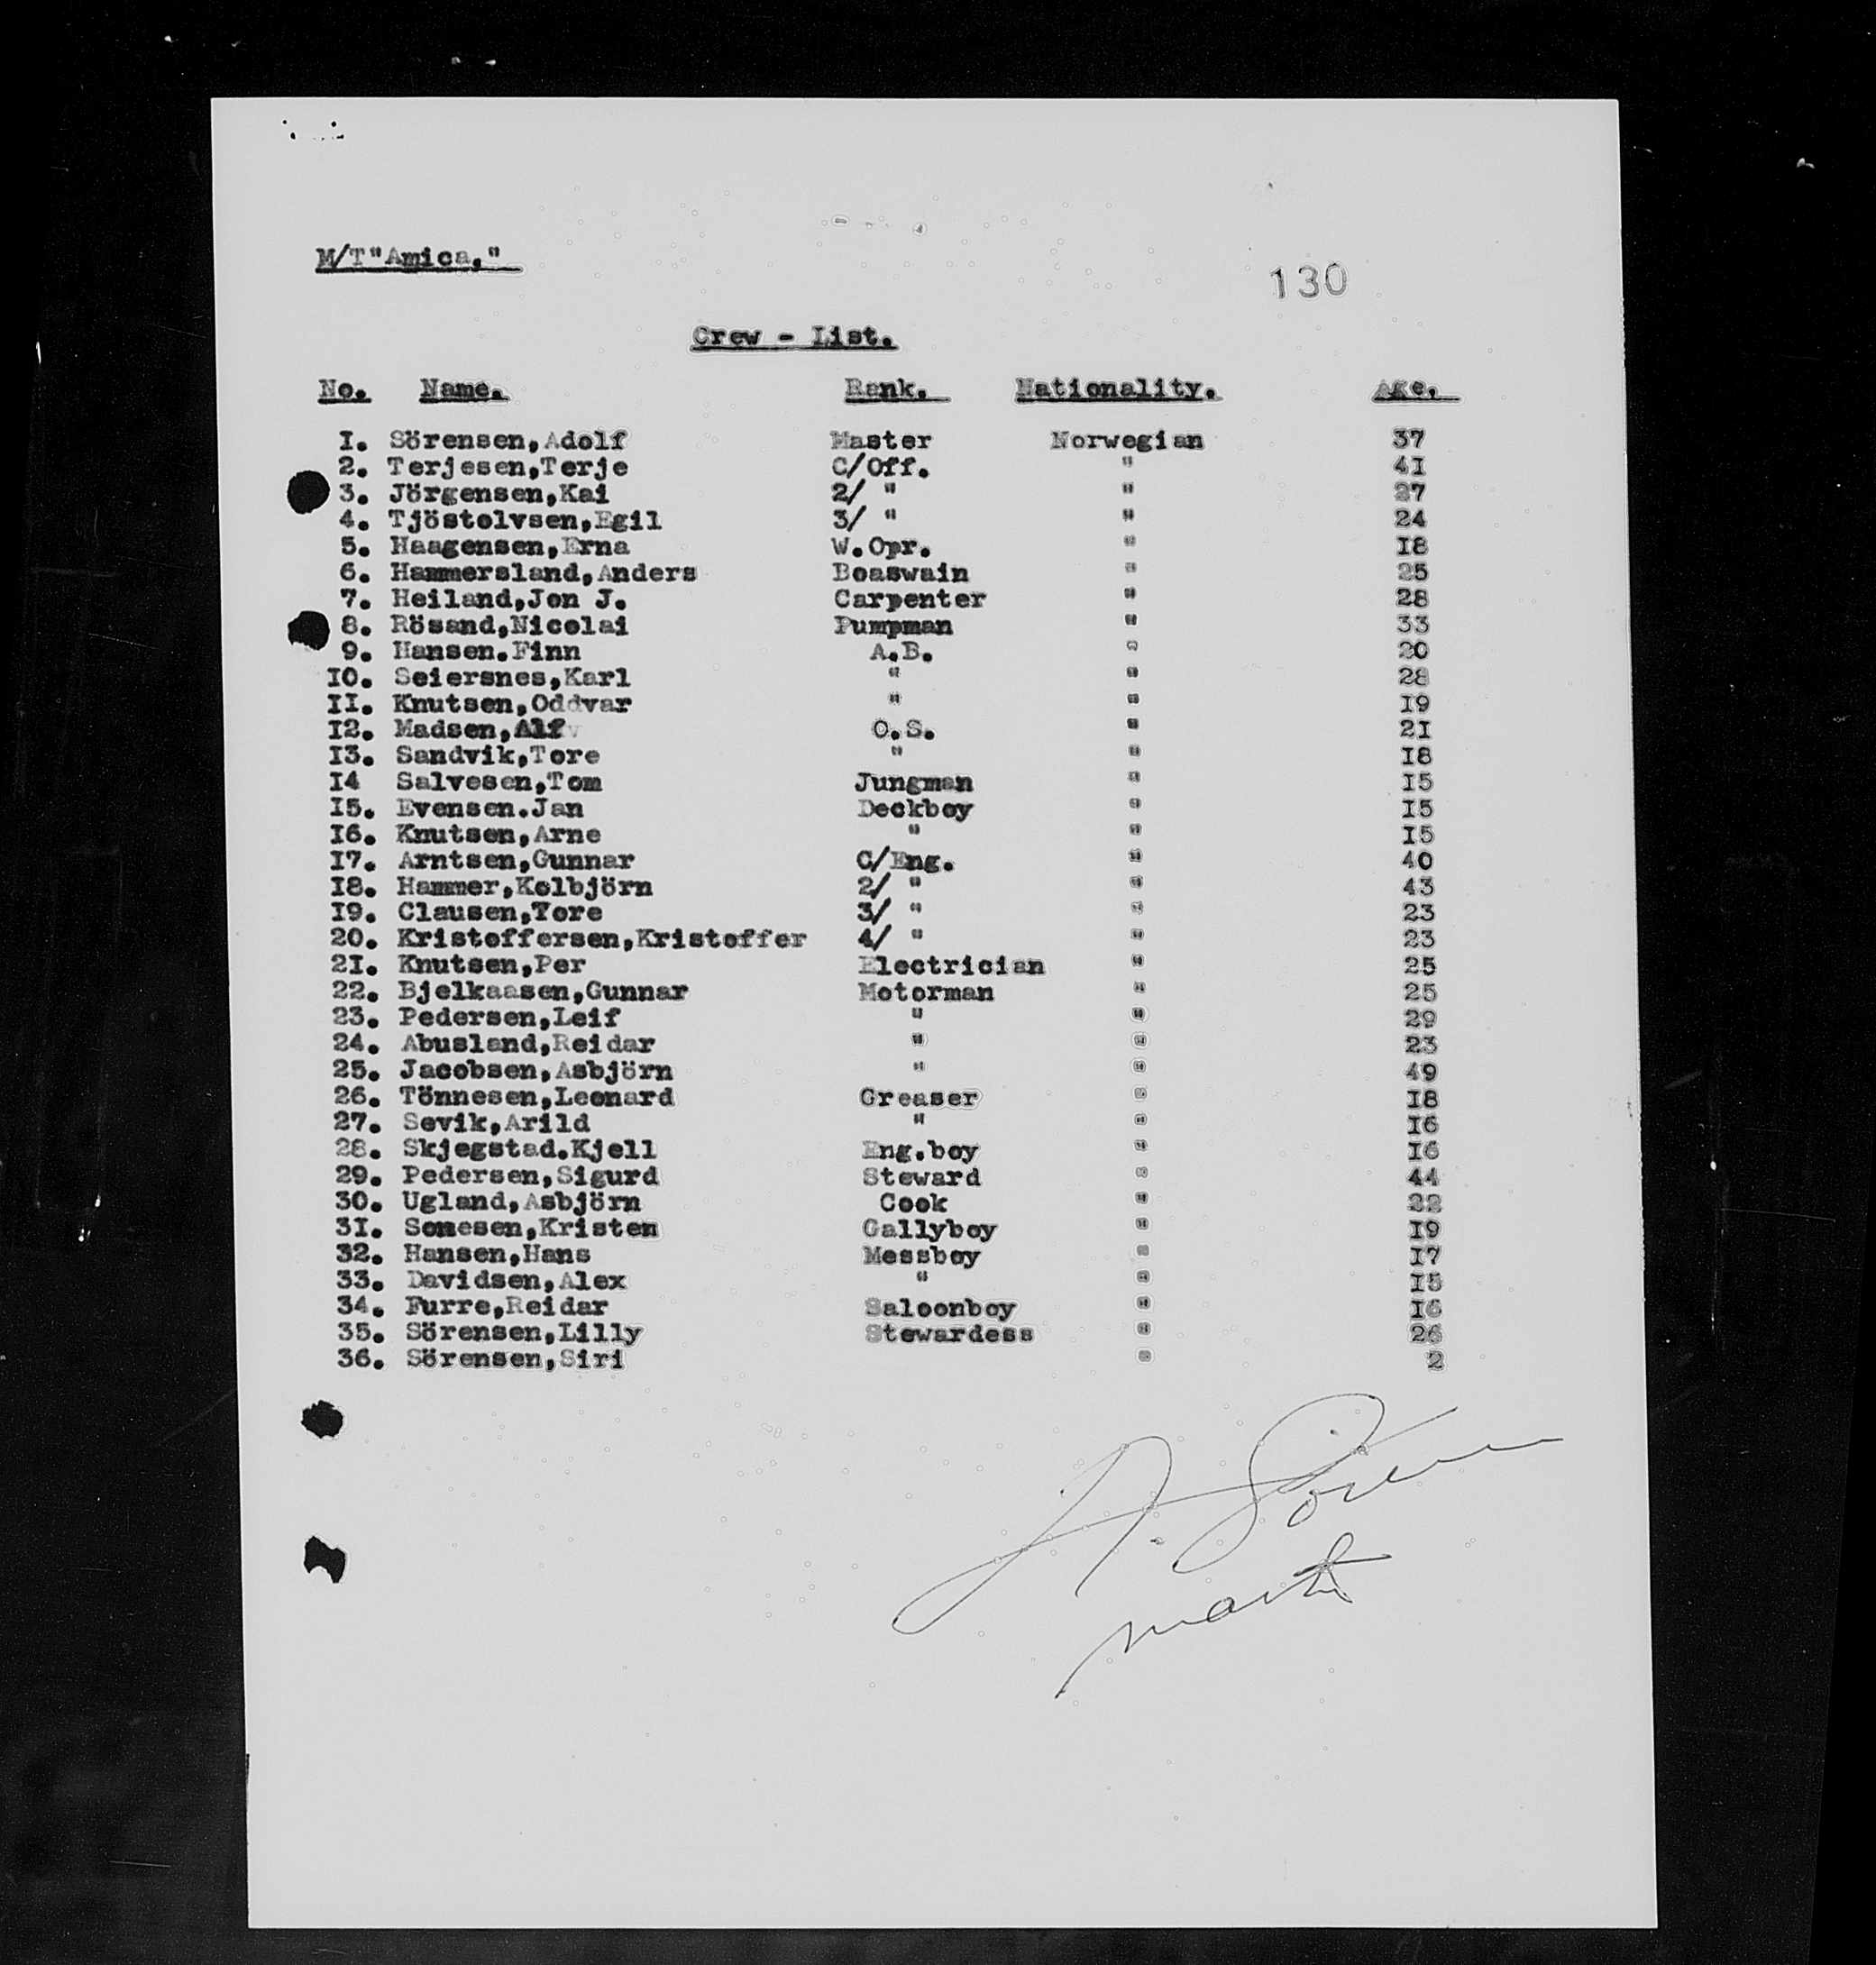 M/T"Amica."
130
Crew - List.
No. Name. Rank. Nationality. Age.
I. Sörensen,Adolf Master Norwegian 37
2. Terjesen,Terje C/Off. " 4I
3. Jörgensen,Kai 2/ " " 27
4. Tjöstolvsen,Egil 3/ " " 24
5. Haagensen,Erna W.Opr. " I8
6. Hammersland,Anders Boaswain " 25
7. Heiland,Jon J. Carpenter " 28
8. Rösand,Nicolai Pumpman " 33
9. Hansen.Finn A.B. " 20
I0. Seiersnes,Karl " " 28
II. Knutsen,Oddvar " " I9
I2. Madsen,Alf O.S. " 2I
I3. Sandvik,Tore " " I8
I4 Salvesen,Tom Jungman " I5
I5. Evensen.Jan Deckboy " I5
I6. Knutsen,Arne " " I5
I7. Arntsen,Gunnar C/Eng. " 40
I8. Hammer,Kolbjörn 2/ " " 43
I9. Clausen,Tore 3/ " " 23
20. Kristoffersen,Kristoffer 4/ " " 23
2I. Knutsen,Per Electrician " 25
22. Bjelkaasen,Gunnar Motorman " 25
23. Pedersen,Leif " " 29
24. Abusland,Reidar " " 23
25. Jacobsen,Asbjörn " " 49
26. Tönnesen,Leonard Greaser " I8
27. Sevik,Arild " " I6
28. Skjegstad.Kjell Eng.boy " I6
29. Pedersen,Sigurd Steward " 44
30. Ugland,Asbjörn Cook " 22
3I. Somesen,Kristen Gallyboy " I9
32. Hansen,Hans Messboy " I7
33. Davidsen,Alex " " I5
34. Furre,Reidar Saloonboy " I6
35. Sörensen,Lilly Stewardess " 26
36. Sörensen,Siri " 2
A. Sörensen
master